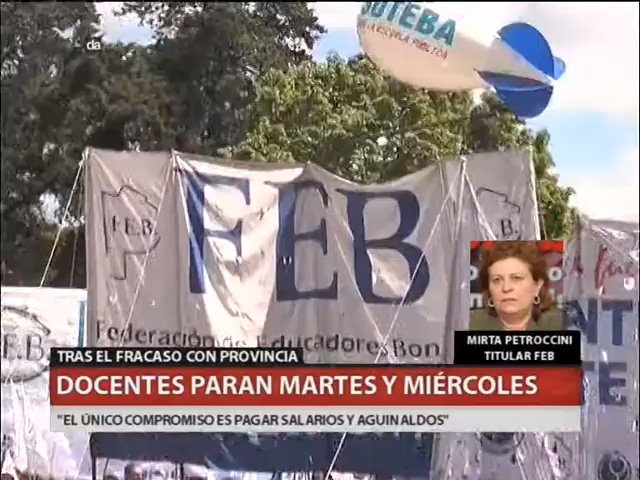 SUTEBA
LA ESCUELA PÚBLICA
da
FEB
F.E.B
Federación de Educadores Bon
MIRTA PETROCCINI
TITULAR FEB
TRAS EL FRACASO CON PROVINCIA
DOCENTES PARAN MARTES Y MIÉRCOLES
"EL ÚNICO COMPROMISO ES PAGAR SALARIOS Y AGUINALDOS"